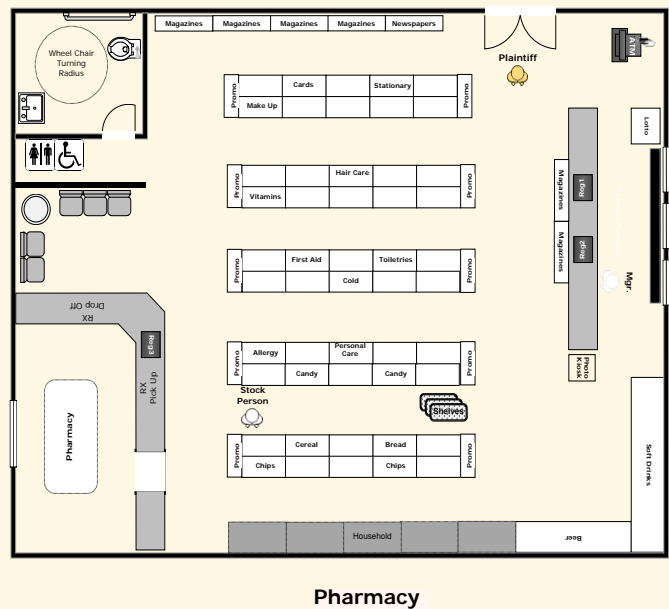 Magazines Magazines Magazines Magazines Newspapers
Wheel Chair
Turning
Radius
ATM
Plaintiff
Promo Cards Stationary Promo
Make Up
Lotto
Promo Hair Care Promo
Vitamins
Magazines Reg1
Magazines Reg2
Mgr.
Promo First Aid Toiletries Promo
Cold
RX
Drop Off
Reg3
RX
Pick Up
Promo Allergy Personal
Care Promo
Candy Candy
Photo
Kiosk
Stock
Person
Shelves
Pharmacy
Promo Cereal Bread Promo
Chips Chips
Soft Drinks
Household
Beer
Pharmacy